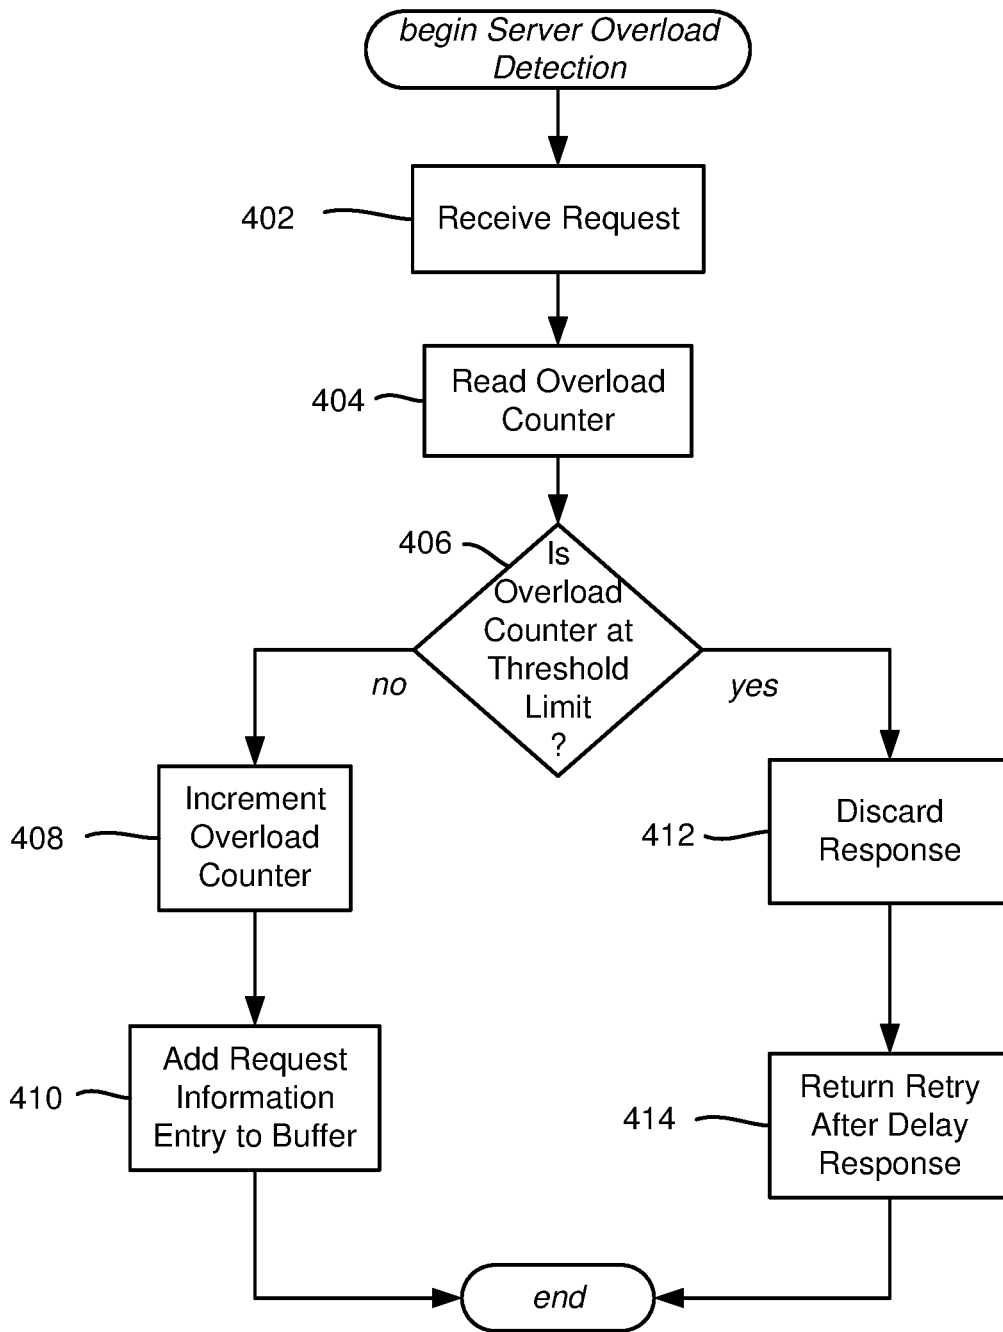 begin Server Overload
Detection
402
Receive Request
404
Read Overload
Counter
406
Is
Overload
Counter at
Threshold
Limit
?
no
yes
408
Increment
Overload
Counter
412
Discard
Response
410
Add Request
Information
Entry to Buffer
414
Return Retry
After Delay
Response
end